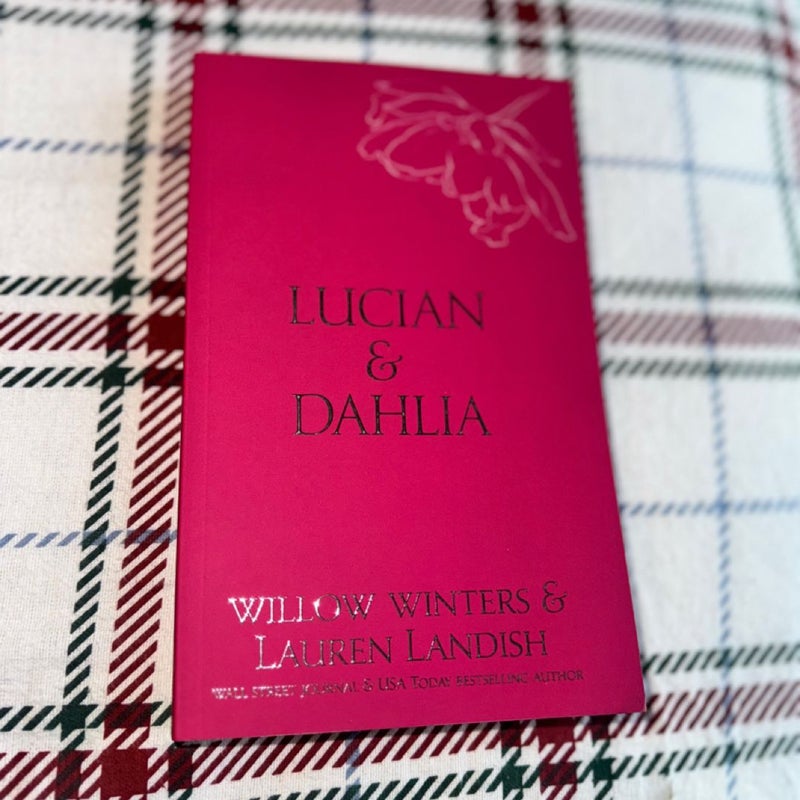 LUCIAN
&
DAHLIA
WILLOW WINTERS &
LAUREN LANDISH
WALL STREET JOURNAL & USA TODAY BESTSELLING AUTHOR